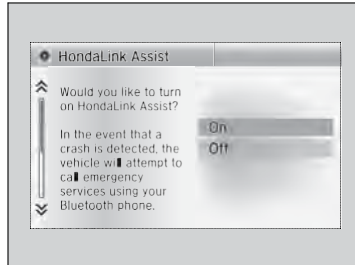 HondaLink Assist
Would you like to turn
on HondaLink Assist?
In the event that a
crash is detected, the
vehicle will attempt to
call emergency
services using your
Bluetooth phone.
On
Off